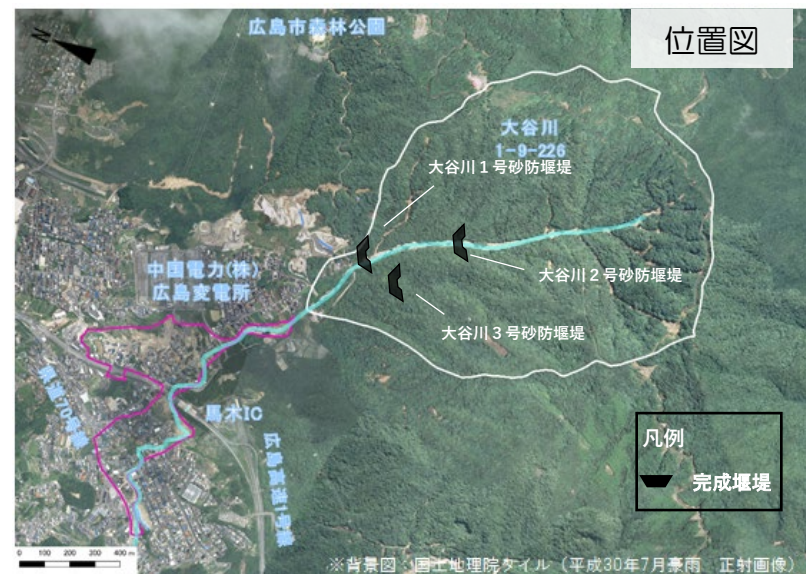 位置図
広島市森林公園
大谷川
1-9-226
大谷川1号砂防堰堤
大谷川2号砂防堰堤
大谷川3号砂防堰堤
中国電力(株)
広島変電所
県道70号線
馬木IC
広島高速1号線
凡例
完成堰堤
N
0 100 200 300 400 m
※背景図:国土地理院タイル(平成30年7月豪雨 正射画像)